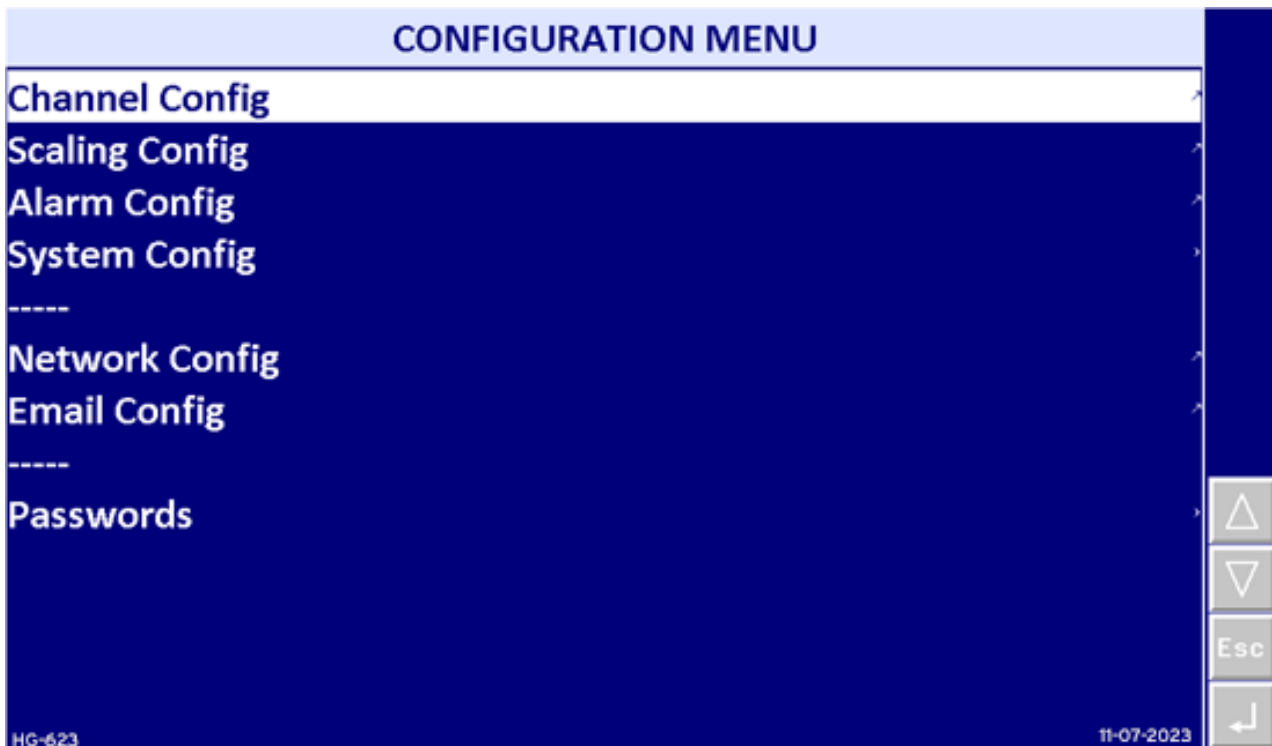 CONFIGURATION MENU
Channel Config
Scaling Config
Alarm Config
System Config
-----
Network Config
Email Config
-----
Passwords
Esc
HG-623
11-07-2023